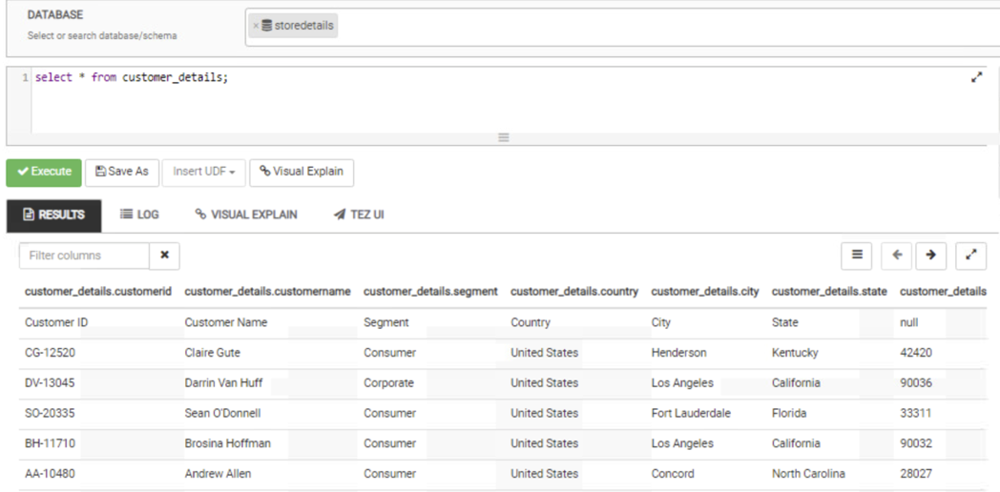 DATABASE
Select or search database/schema
× storedetails
1 select * from customer_details;
Execute Save As Insert UDF Visual Explain
RESULTS LOG VISUAL EXPLAIN TEZ UI
Filter columns
customer_details.customerid customer_details.customername customer_details.segment customer_details.country customer_details.city customer_details.state customer_details
Customer ID Customer Name Segment Country City State null
CG-12520 Claire Gute Consumer United States Henderson Kentucky 42420
DV-13045 Darrin Van Huff Corporate United States Los Angeles California 90036
SO-20335 Sean O'Donnell Consumer United States Fort Lauderdale Florida 33311
BH-11710 Brosina Hoffman Consumer United States Los Angeles California 90032
AA-10480 Andrew Allen Consumer United States Concord North Carolina 28027